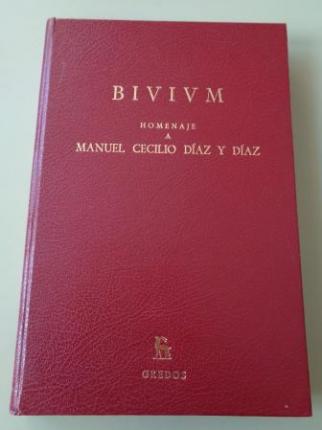 BIVIVM
HOMENAJE
A
MANUEL CECILIO DÍAZ Y DÍAZ
GREDOS